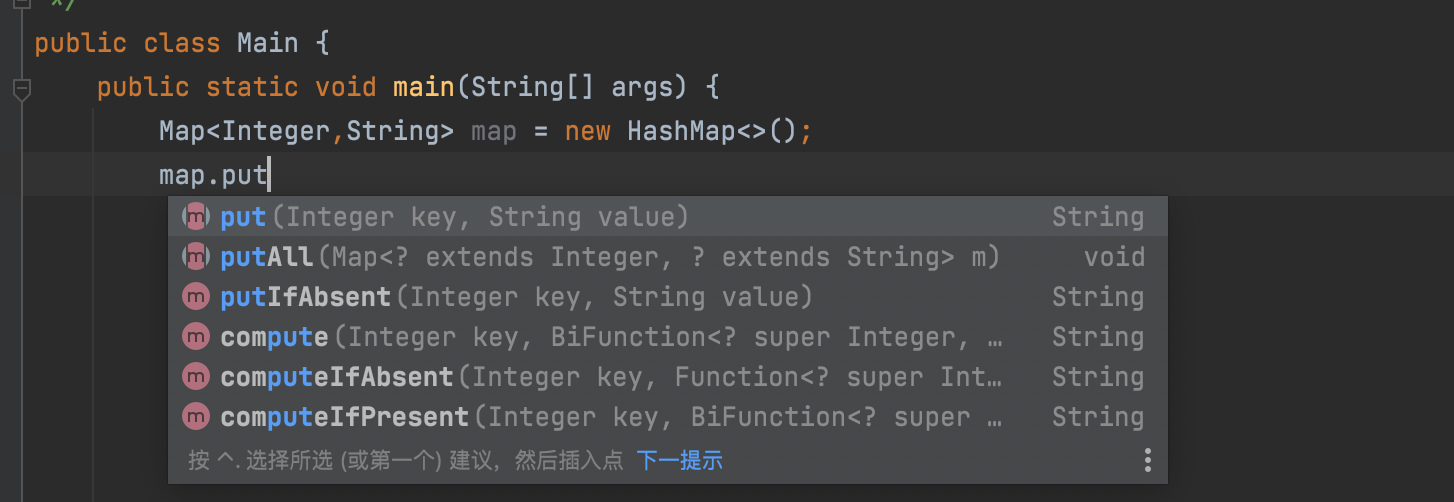 */
public class Main {
public static void main(String[] args) {
Map<Integer,String> map = new HashMap<>();
map.put
m put(Integer key, String value) String
m putAll(Map<? extends Integer, ? extends String> m) void
m putIfAbsent(Integer key, String value) String
m compute(Integer key, BiFunction<? super Integer, … String
m computeIfAbsent(Integer key, Function<? super Int… String
m computeIfPresent(Integer key, BiFunction<? super … String
按 ^. 选择所选 (或第一个) 建议，然后插入点 下一提示